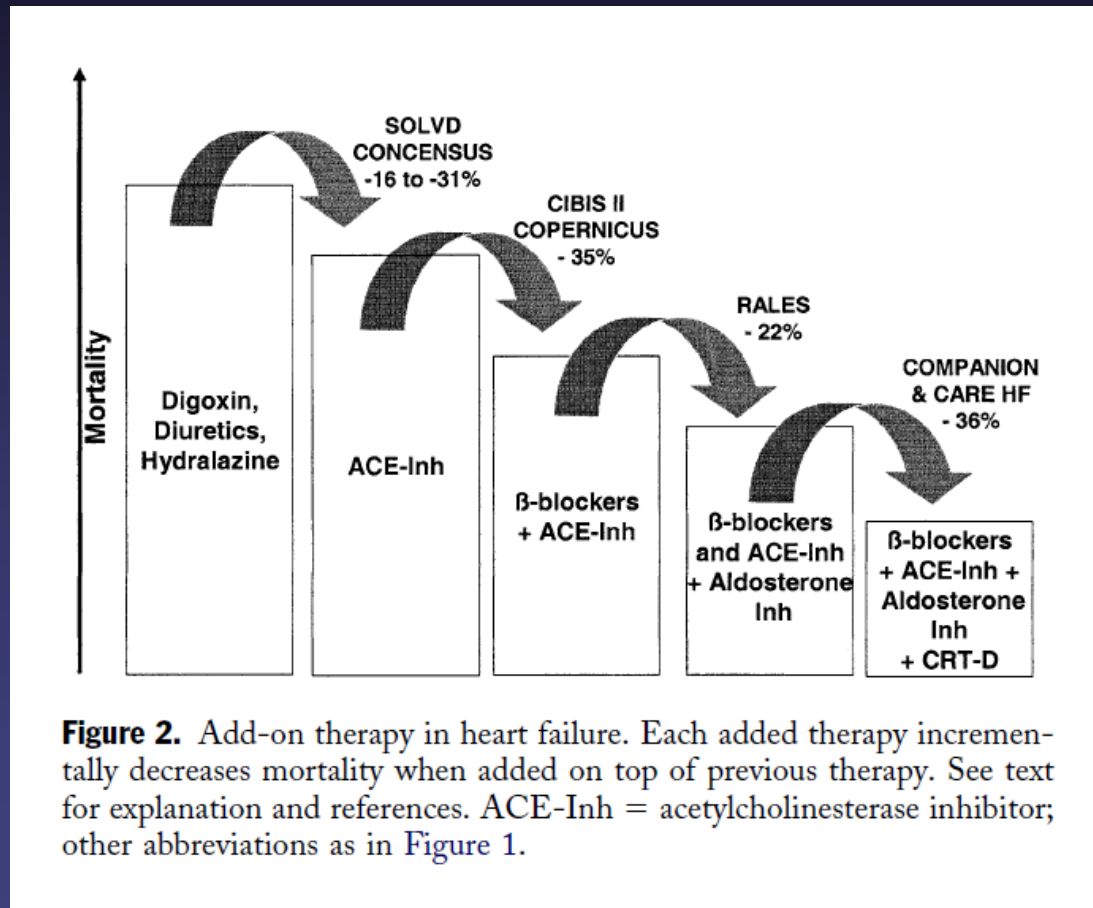 SOLVD
CONCENSUS
-16 to -31%
CIBIS II
COPERNICUS
- 35%
RALES
- 22%
COMPANION
& CARE HF
- 36%
Mortality
Digoxin,
Diuretics,
Hydralazine
ACE-Inh
ß-blockers
+ ACE-Inh
ß-blockers
and ACE-Inh
+ Aldosterone
Inh
ß-blockers
+ ACE-Inh +
Aldosterone
Inh
+ CRT-D
Figure 2. Add-on therapy in heart failure. Each added therapy incremen-
tally decreases mortality when added on top of previous therapy. See text
for explanation and references. ACE-Inh = acetylcholinesterase inhibitor;
other abbreviations as in Figure 1.